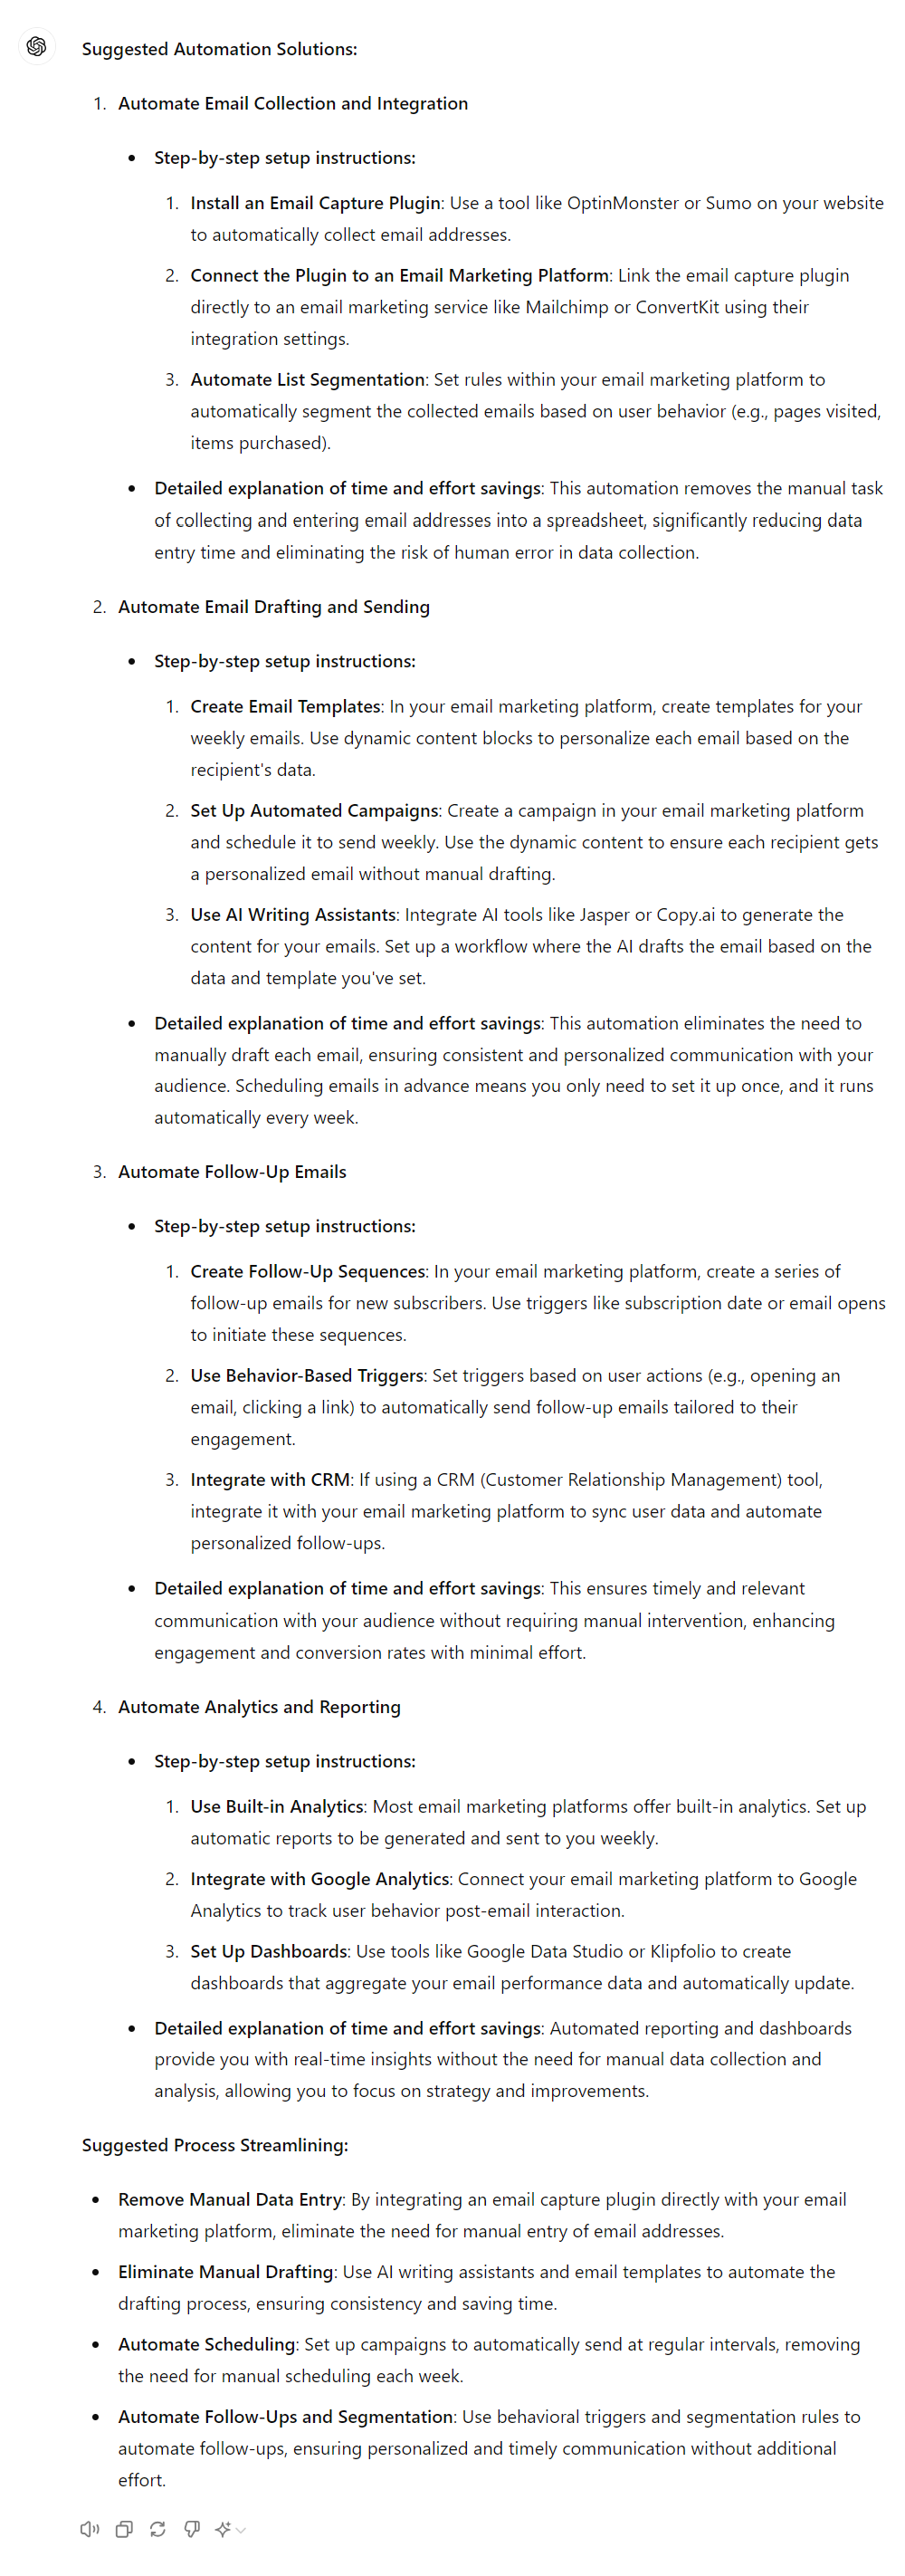 Suggested Automation Solutions:
1. Automate Email Collection and Integration
• Step-by-step setup instructions:
1. Install an Email Capture Plugin: Use a tool like OptinMonster or Sumo on your website
to automatically collect email addresses.
2. Connect the Plugin to an Email Marketing Platform: Link the email capture plugin
directly to an email marketing service like Mailchimp or ConvertKit using their
integration settings.
3. Automate List Segmentation: Set rules within your email marketing platform to
automatically segment the collected emails based on user behavior (e.g., pages visited,
items purchased).
• Detailed explanation of time and effort savings: This automation removes the manual task
of collecting and entering email addresses into a spreadsheet, significantly reducing data
entry time and eliminating the risk of human error in data collection.
2. Automate Email Drafting and Sending
• Step-by-step setup instructions:
1. Create Email Templates: In your email marketing platform, create templates for your
weekly emails. Use dynamic content blocks to personalize each email based on the
recipient's data.
2. Set Up Automated Campaigns: Create a campaign in your email marketing platform
and schedule it to send weekly. Use the dynamic content to ensure each recipient gets
a personalized email without manual drafting.
3. Use AI Writing Assistants: Integrate AI tools like Jasper or Copy.ai to generate the
content for your emails. Set up a workflow where the AI drafts the email based on the
data and template you've set.
• Detailed explanation of time and effort savings: This automation eliminates the need to
manually draft each email, ensuring consistent and personalized communication with your
audience. Scheduling emails in advance means you only need to set it up once, and it runs
automatically every week.
3. Automate Follow-Up Emails
• Step-by-step setup instructions:
1. Create Follow-Up Sequences: In your email marketing platform, create a series of
follow-up emails for new subscribers. Use triggers like subscription date or email opens
to initiate these sequences.
2. Use Behavior-Based Triggers: Set triggers based on user actions (e.g., opening an
email, clicking a link) to automatically send follow-up emails tailored to their
engagement.
3. Integrate with CRM: If using a CRM (Customer Relationship Management) tool,
integrate it with your email marketing platform to sync user data and automate
personalized follow-ups.
• Detailed explanation of time and effort savings: This ensures timely and relevant
communication with your audience without requiring manual intervention, enhancing
engagement and conversion rates with minimal effort.
4. Automate Analytics and Reporting
• Step-by-step setup instructions:
1. Use Built-in Analytics: Most email marketing platforms offer built-in analytics. Set up
automatic reports to be generated and sent to you weekly.
2. Integrate with Google Analytics: Connect your email marketing platform to Google
Analytics to track user behavior post-email interaction.
3. Set Up Dashboards: Use tools like Google Data Studio or Klipfolio to create
dashboards that aggregate your email performance data and automatically update.
• Detailed explanation of time and effort savings: Automated reporting and dashboards
provide you with real-time insights without the need for manual data collection and
analysis, allowing you to focus on strategy and improvements.
Suggested Process Streamlining:
• Remove Manual Data Entry: By integrating an email capture plugin directly with your email
marketing platform, eliminate the need for manual entry of email addresses.
• Eliminate Manual Drafting: Use AI writing assistants and email templates to automate the
drafting process, ensuring consistency and saving time.
• Automate Scheduling: Set up campaigns to automatically send at regular intervals, removing
the need for manual scheduling each week.
• Automate Follow-Ups and Segmentation: Use behavioral triggers and segmentation rules to
automate follow-ups, ensuring personalized and timely communication without additional
effort.